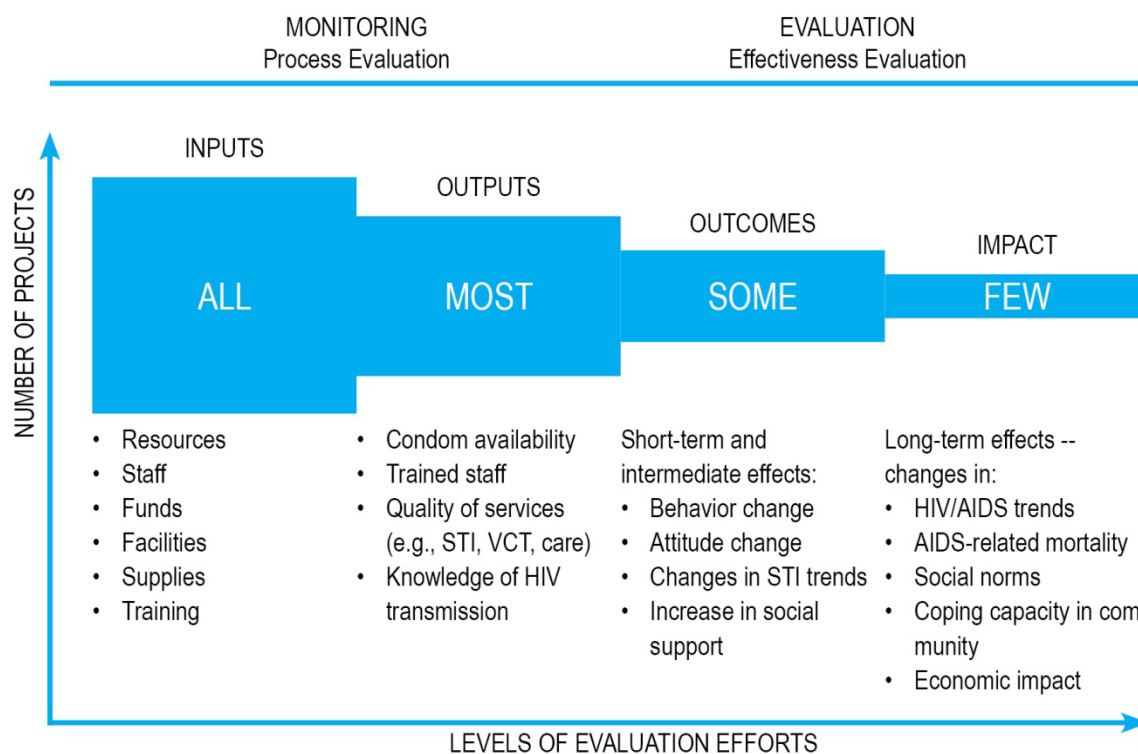 MONITORING
Process Evaluation
EVALUATION
Effectiveness Evaluation
NUMBER OF PROJECTS
INPUTS
ALL
• Resources
• Staff
• Funds
• Facilities
• Supplies
• Training
OUTPUTS
MOST
• Condom availability
• Trained staff
• Quality of services
(e.g., STI, VCT, care)
• Knowledge of HIV
transmission
OUTCOMES
SOME
Short-term and
intermediate effects:
• Behavior change
• Attitude change
• Changes in STI trends
• Increase in social
support
IMPACT
FEW
Long-term effects --
changes in:
• HIV/AIDS trends
• AIDS-related mortality
• Social norms
• Coping capacity in com
munity
• Economic impact
LEVELS OF EVALUATION EFFORTS